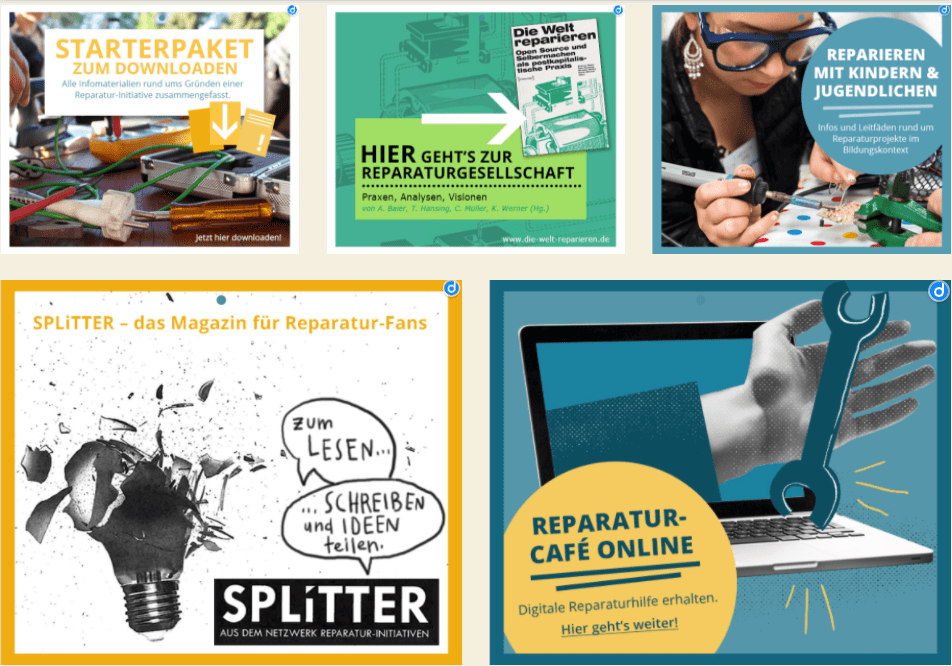 STARTERPAKET
ZUM DOWNLOADEN
Alle Infomaterialien rund ums Gründen einer
Reparatur-Initiative zusammengefasst.
Jetzt hier downloaden!
Die Welt
reparieren
Open Source und
Selbermachen
als postkapitalis-
tische Praxis
HIER GEHT'S ZUR
REPARATURGESELLSCHAFT
Praxen, Analysen, Visionen
von A. Baier, T. Hansing, C. Müller, K. Werner (Hg.)
www.die-welt-reparieren.de
REPARIEREN
MIT KINDERN &
JUGENDLICHEN
Infos und Leitfäden rund um
Reparaturprojekte im
Bildungskontext
SPLiTTER – das Magazin für Reparatur-Fans
zum
LESEN...
...SCHREIBEN
und IDEEN
teilen.
SPLiTTER
AUS DEM NETZWERK REPARATUR-INITIATIVEN
REPARATUR-
CAFÉ ONLINE
Digitale Reparaturhilfe erhalten.
Hier geht's weiter!